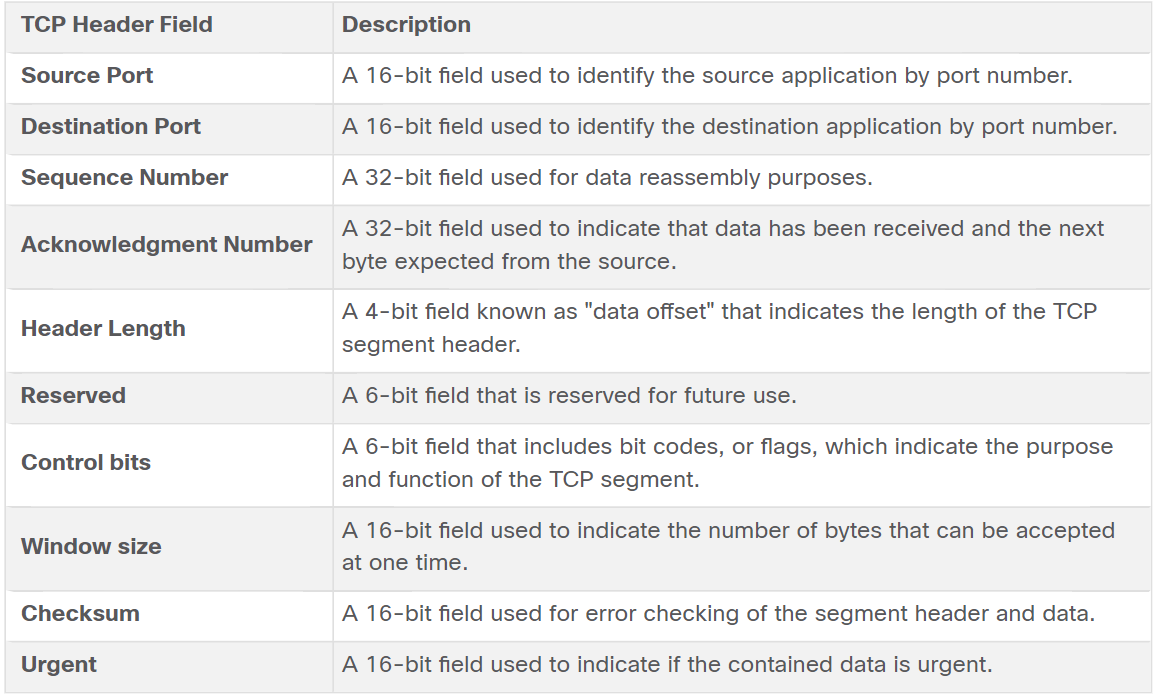 TCP Header Field Description
Source Port A 16-bit field used to identify the source application by port number.
Destination Port A 16-bit field used to identify the destination application by port number.
Sequence Number A 32-bit field used for data reassembly purposes.
Acknowledgment Number A 32-bit field used to indicate that data has been received and the next
byte expected from the source.
Header Length A 4-bit field known as "data offset" that indicates the length of the TCP
segment header.
Reserved A 6-bit field that is reserved for future use.
Control bits A 6-bit field that includes bit codes, or flags, which indicate the purpose
and function of the TCP segment.
Window size A 16-bit field used to indicate the number of bytes that can be accepted
at one time.
Checksum A 16-bit field used for error checking of the segment header and data.
Urgent A 16-bit field used to indicate if the contained data is urgent.